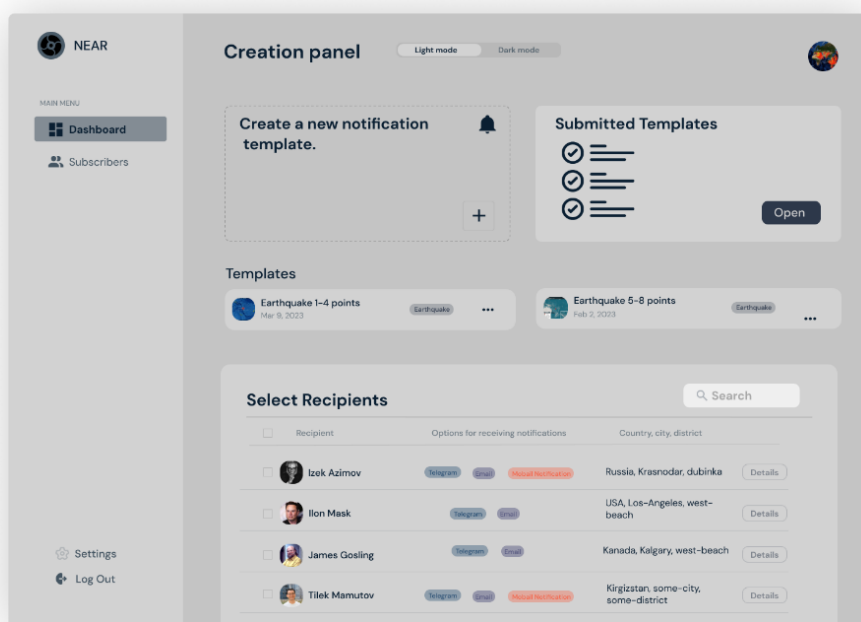 NEAR
Creation panel
Light mode
Dark mode
MAIN MENU
Dashboard
Subscribers
Create a new notification
template.
+
Submitted Templates
Open
Templates
Earthquake 1-4 points
Mar 9, 2023
Earthquake
Earthquake 5-8 points
Feb 2, 2023
Earthquake
Select Recipients
Search
Recipient
Options for receiving notifications
Country, city, district
Izek Azimov
Telegram
Email
Russia, Krasnodar, dubinka
Details
Ilon Mask
Telegram
Email
USA, Los-Angeles, west-
beach
Details
James Gosling
Telegram
Email
Kanada, Kalgary, west-beach
Details
Tilek Mamutov
Telegram
Email
Kirgizstan, some-city,
some-district
Details
Settings
Log Out